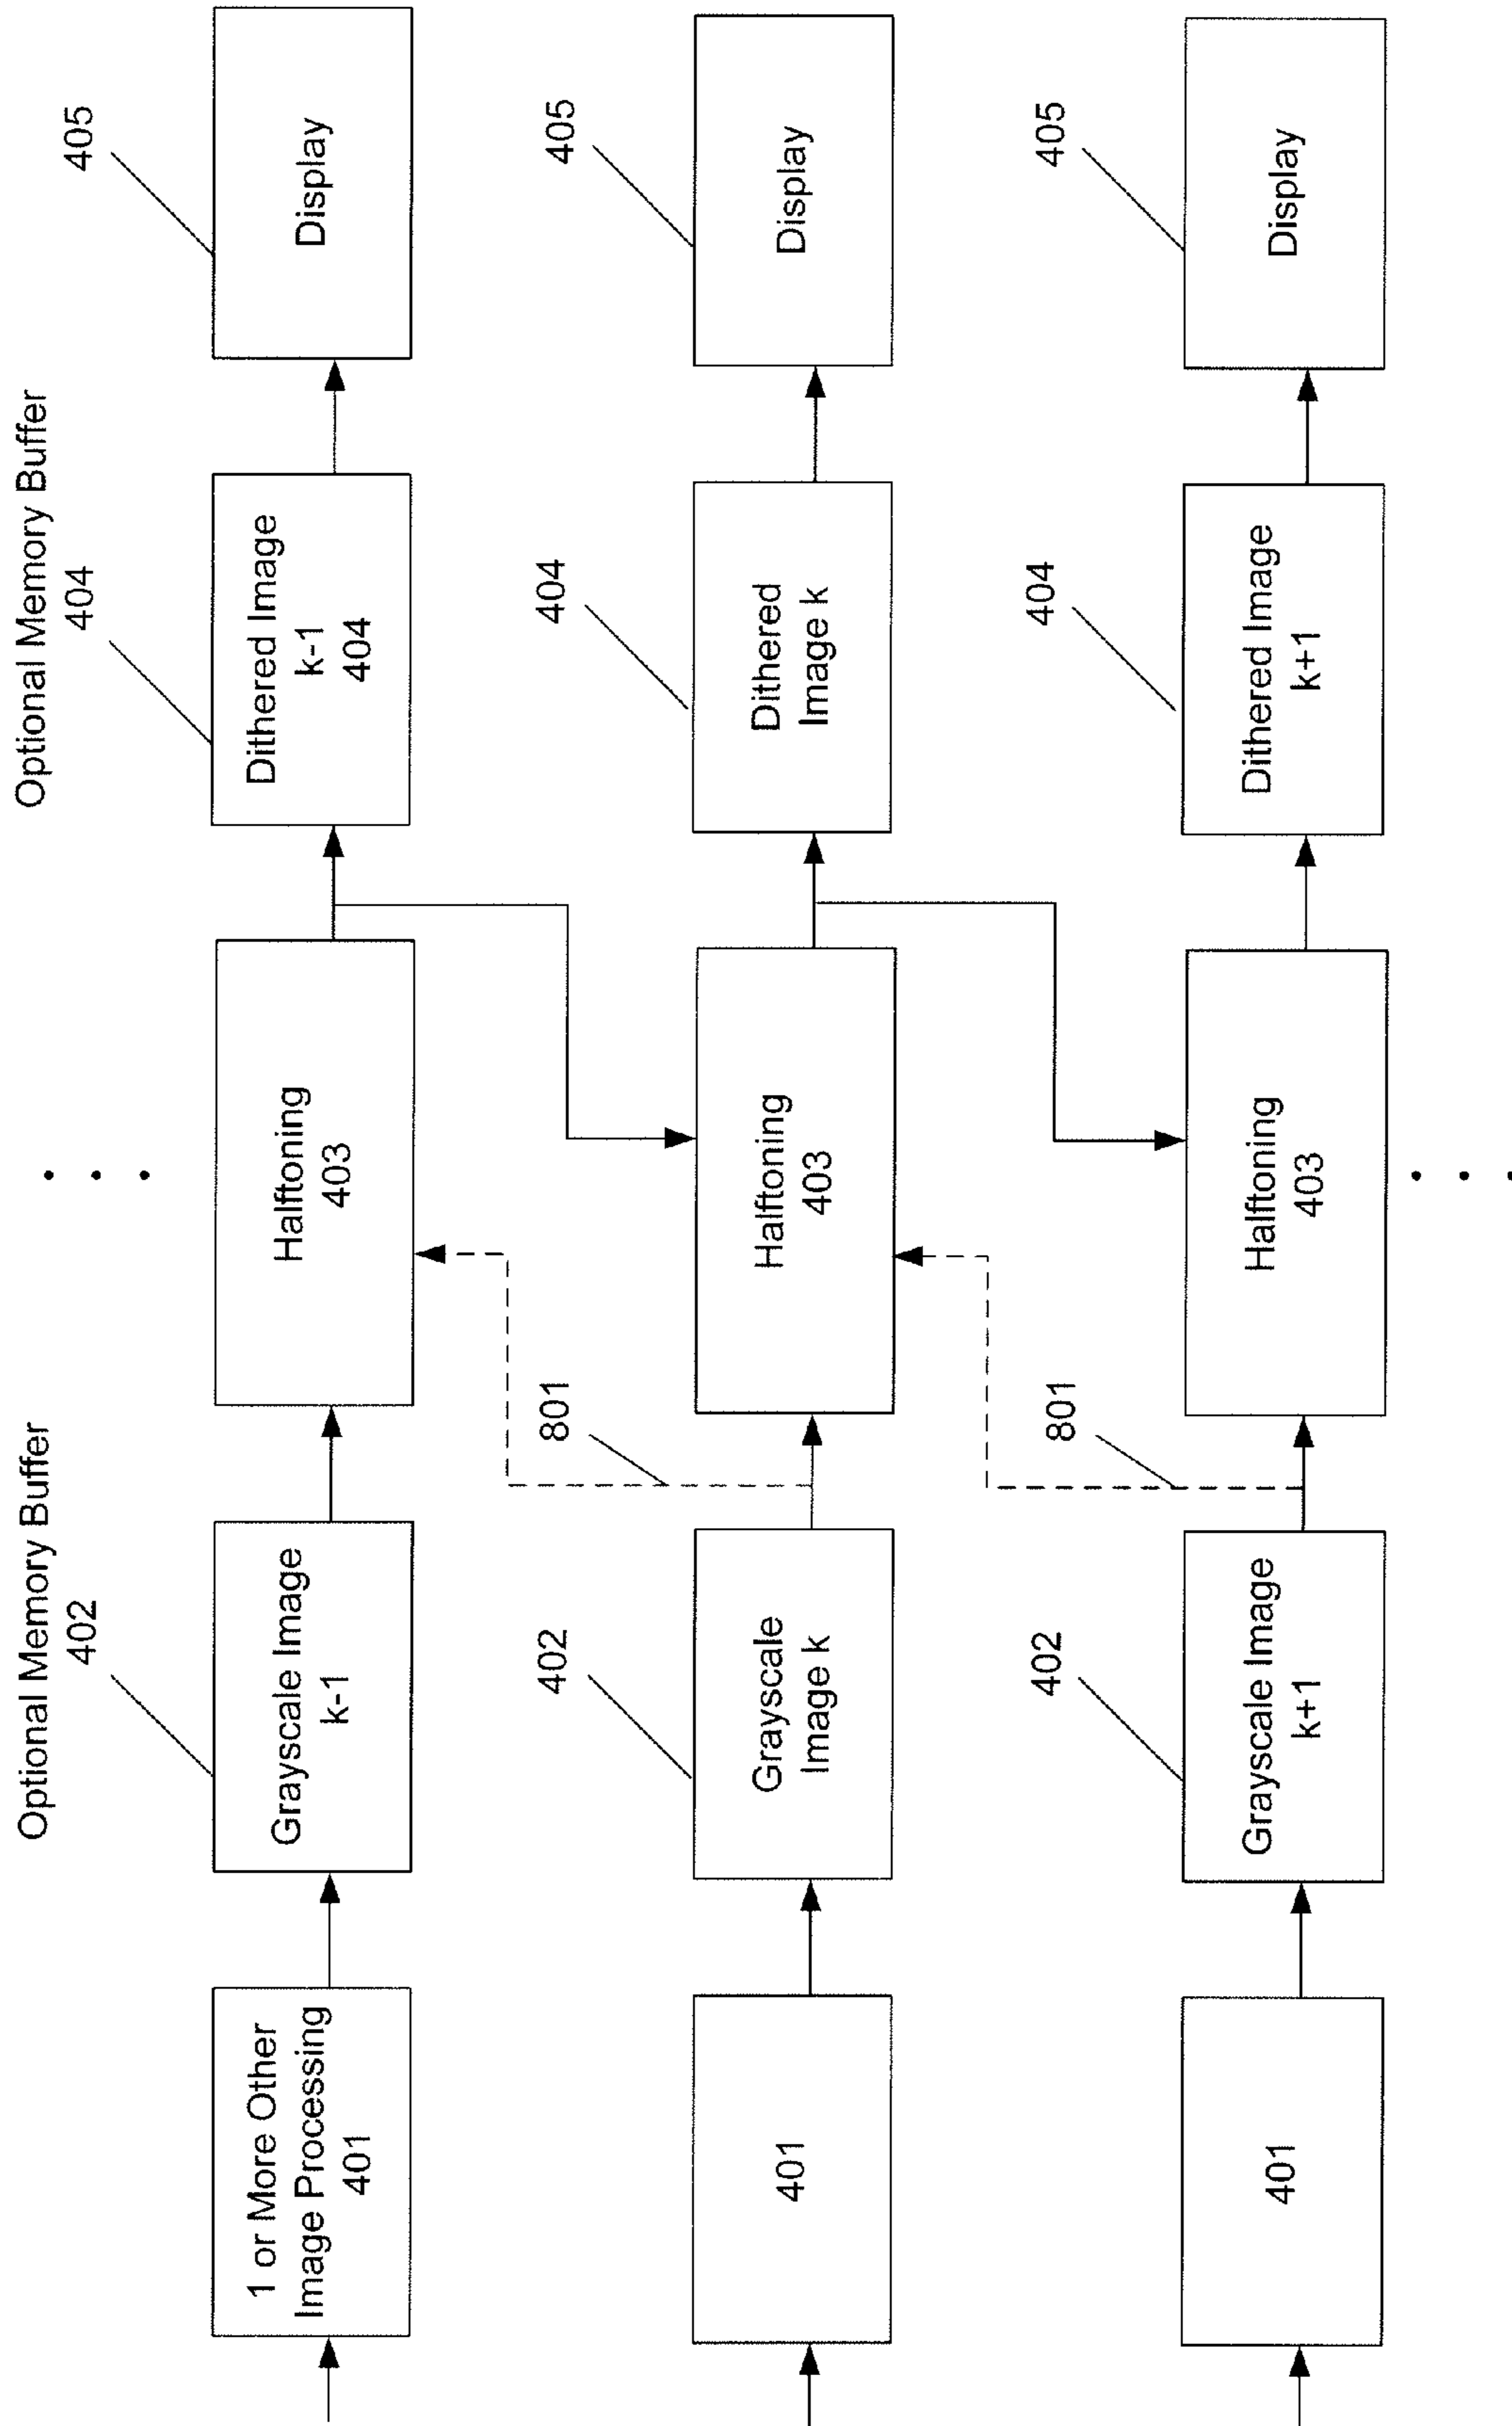 Optional Memory Buffer
402
Optional Memory Buffer
404
405
1 or More Other
Image Processing
401
Grayscale Image
k-1
Halftoning
403
Dithered Image
k-1
404
Display
801
402
404
405
401
Grayscale
Image k
Halftoning
403
Dithered
Image k
Display
801
402
404
405
401
Grayscale Image
k+1
Halftoning
403
Dithered Image
k+1
Display